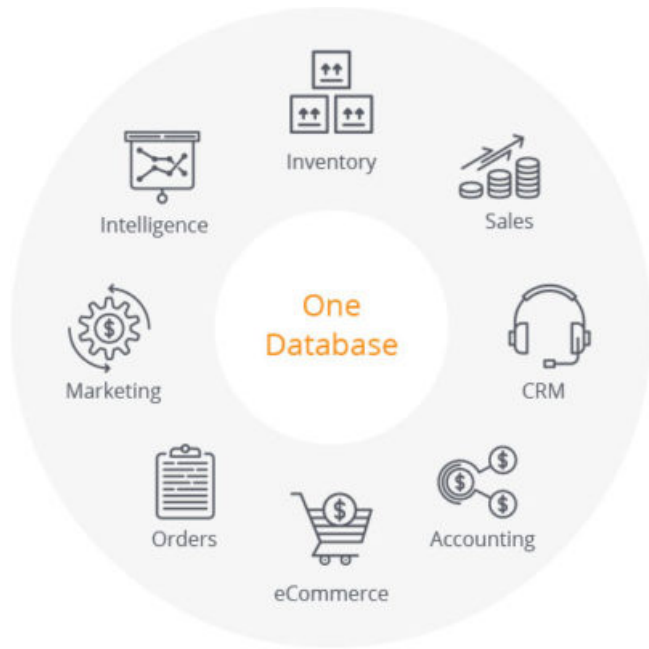 Inventory
Intelligence
Sales
One
Database
Marketing
CRM
Orders
Accounting
eCommerce